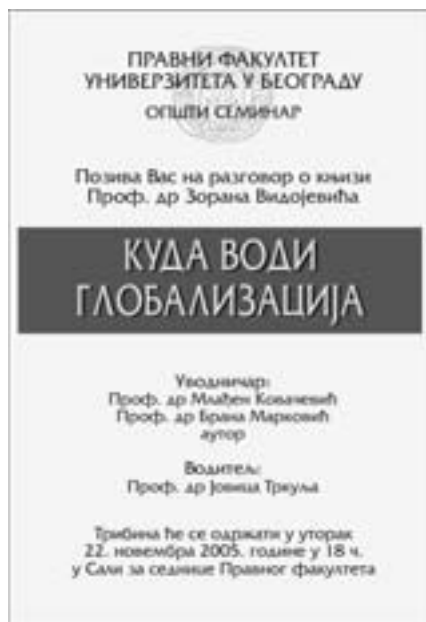 ПРАВНИ ФАКУЛТЕТ
УНИВЕРЗИТЕТА У БЕОГРАДУ
ОПШТИ СЕМИНАР
Позива Вас на разговор о књизи
Проф. др Зорана Видојевића
КУДА ВОДИ
ГЛОБАЛИЗАЦИЈА
Уводничар:
Проф. др Млађен Ковачевић
Проф. др Брана Марковић
аутор
Водитељ:
Проф. др Јовица Тркуља
Трибина ће се одржати у уторак
22. новембра 2005. године у 18 ч.
у Сали за седнице Правног факултета